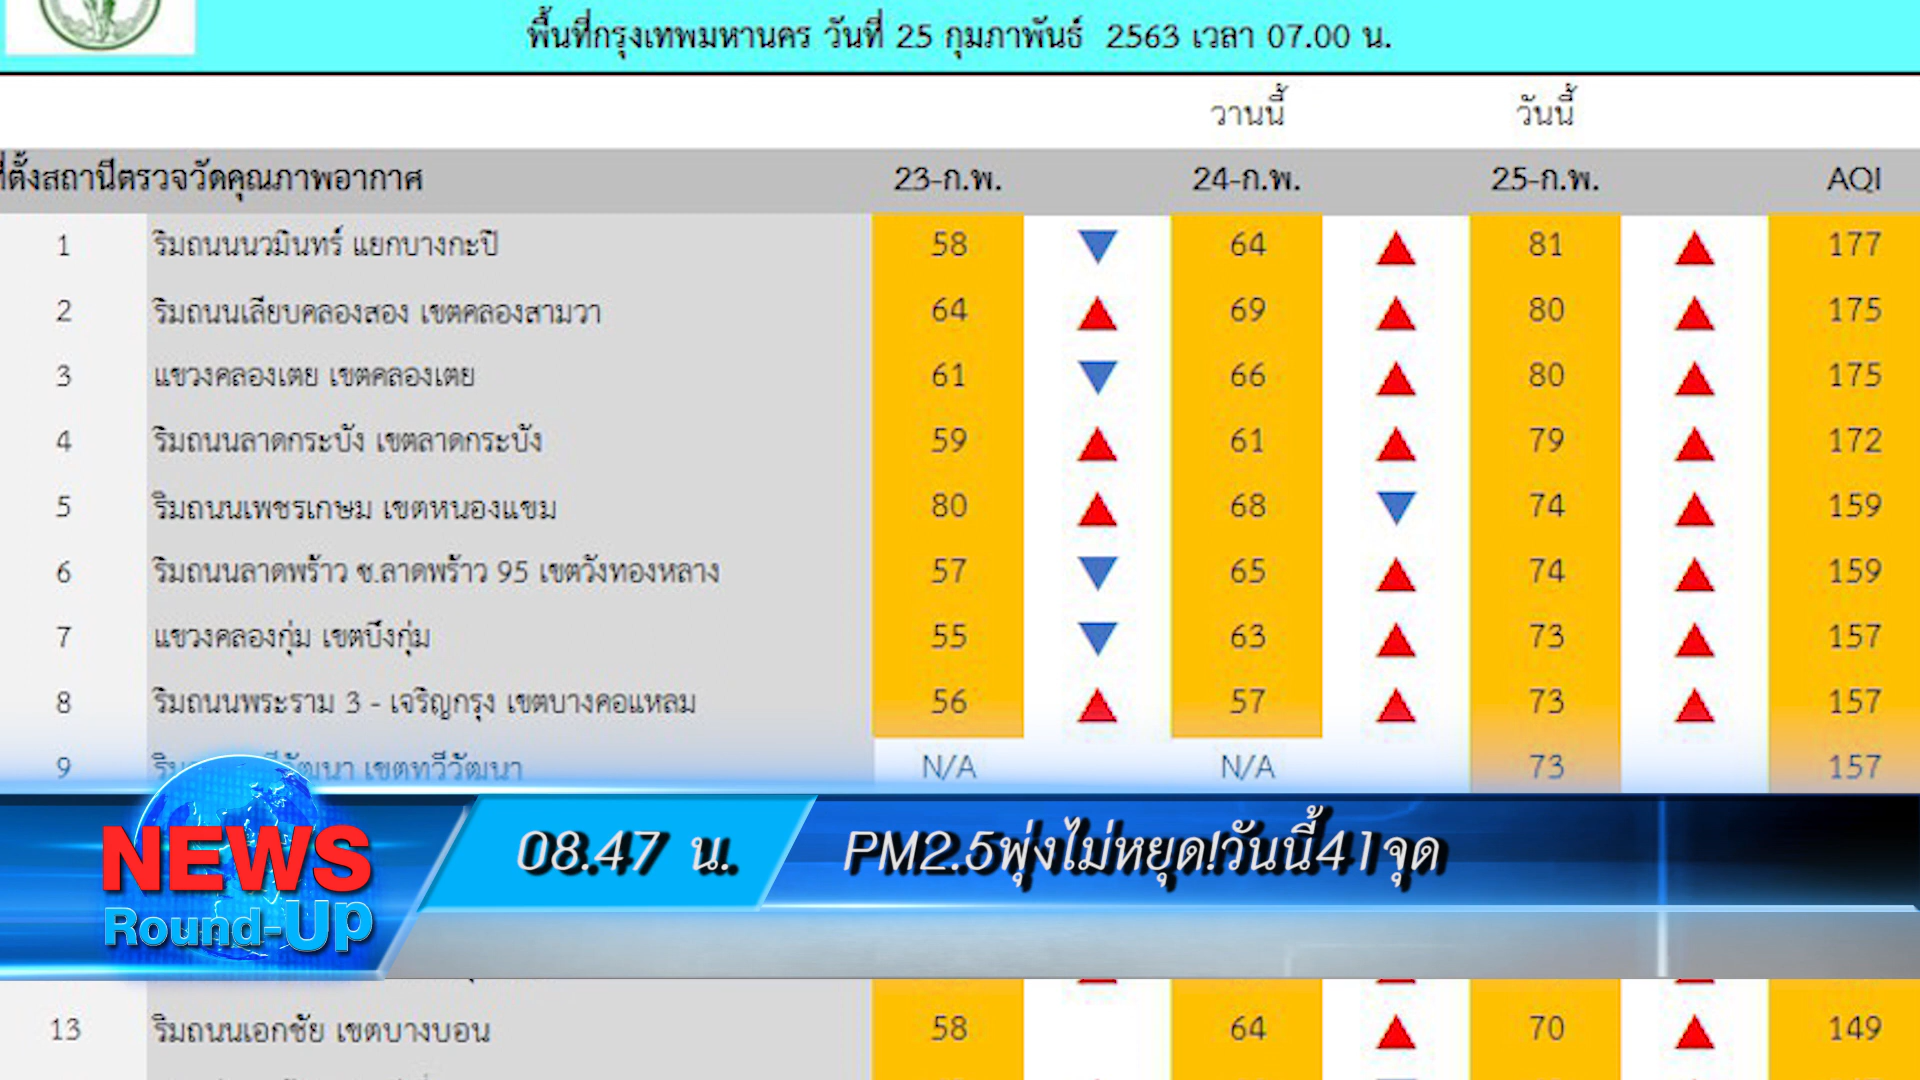 พื้นที่กรุงเทพมหานคร วันที่ 25 กุมภาพันธ์ 2563 เวลา 07.00 น.
วานนี้ วันนี้
ที่ตั้งสถานีตรวจวัดคุณภาพอากาศ 23-ก.พ. 24-ก.พ. 25-ก.พ. AQI
1 ริมถนนนวมินทร์ แยกบางกะปิ 58 64 81 177
2 ริมถนนเลียบคลองสอง เขตคลองสามวา 64 69 80 175
3 แขวงคลองเตย เขตคลองเตย 61 66 80 175
4 ริมถนนลาดกระบัง เขตลาดกระบัง 59 61 79 172
5 ริมถนนเพชรเกษม เขตหนองแขม 80 68 74 159
6 ริมถนนลาดพร้าว ซ.ลาดพร้าว 95 เขตวังทองหลาง 57 65 74 159
7 แขวงคลองกุ่ม เขตบึงกุ่ม 55 63 73 157
8 ริมถนนพระราม 3 - เจริญกรุง เขตบางคอแหลม 56 57 73 157
9 เขตทวีวัฒนา N/A N/A 73 157
NEWS
Round-Up
08.47 น. PM2.5พุ่งไม่หยุด!วันนี้41จุด
13 ริมถนนเอกชัย เขตบางบอน 58 64 70 149